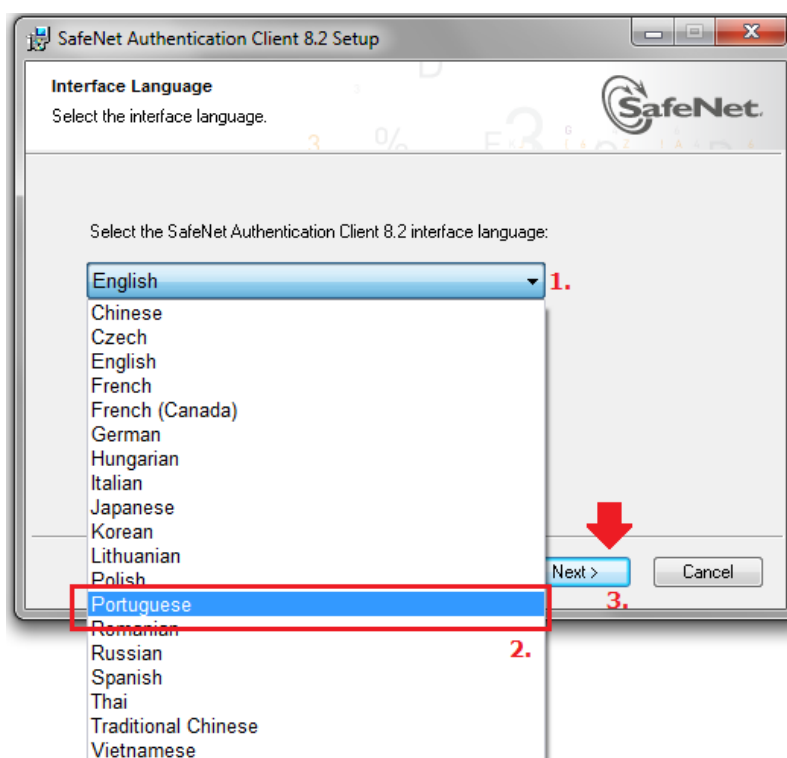 SafeNet Authentication Client 8.2 Setup
Interface Language
Select the interface language.
SafeNet.
Select the SafeNet Authentication Client 8.2 interface language:
English
1.
Chinese
Czech
English
French
French (Canada)
German
Hungarian
Italian
Japanese
Korean
Lithuanian
Polish
Next >
Cancel
Portuguese
3.
Romanian
Russian
2.
Spanish
Thai
Traditional Chinese
Vietnamese